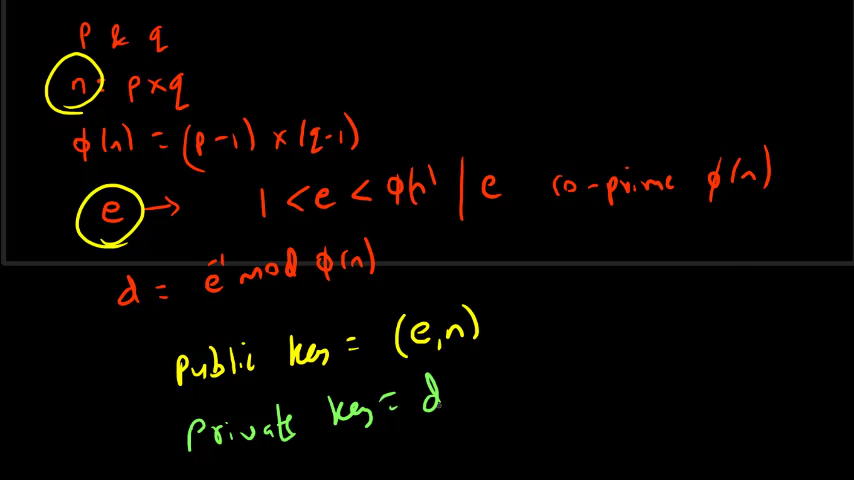 p & q
n = p×q
ϕ(n) = (p-1) × (q-1)
e → 1 < e < ϕ(n) | e co-prime ϕ(n)
d = e⁻¹ mod ϕ(n)
public key = (e,n)
private key = d